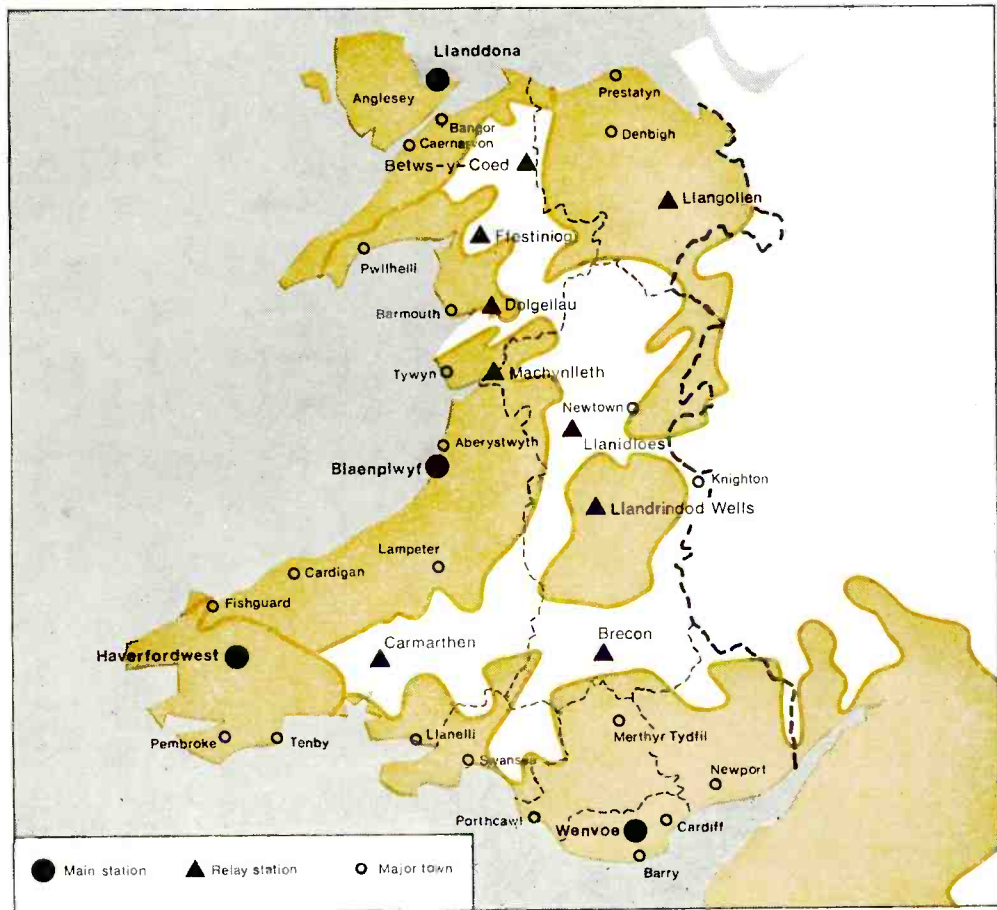 Llanddona
Anglesey
Prestatyn
Bangor
Denbigh
Caernarvon
Betws-y-Coed
Llangollen
Ffestiniog
Pwllheli
Dolgellau
Barmouth
Tywyn
Machynlleth
Newtown
Llanidloes
Aberystwyth
Blaenplwyf
Knighton
Llandrindod Wells
Lampeter
Cardigan
Fishguard
Carmarthen
Brecon
Haverfordwest
Pembroke
Tenby
Llanelli
Merthyr Tydfil
Swansea
Newport
Porthcawl
Wenvoe
Cardiff
Barry
Main station
Relay station
Major town